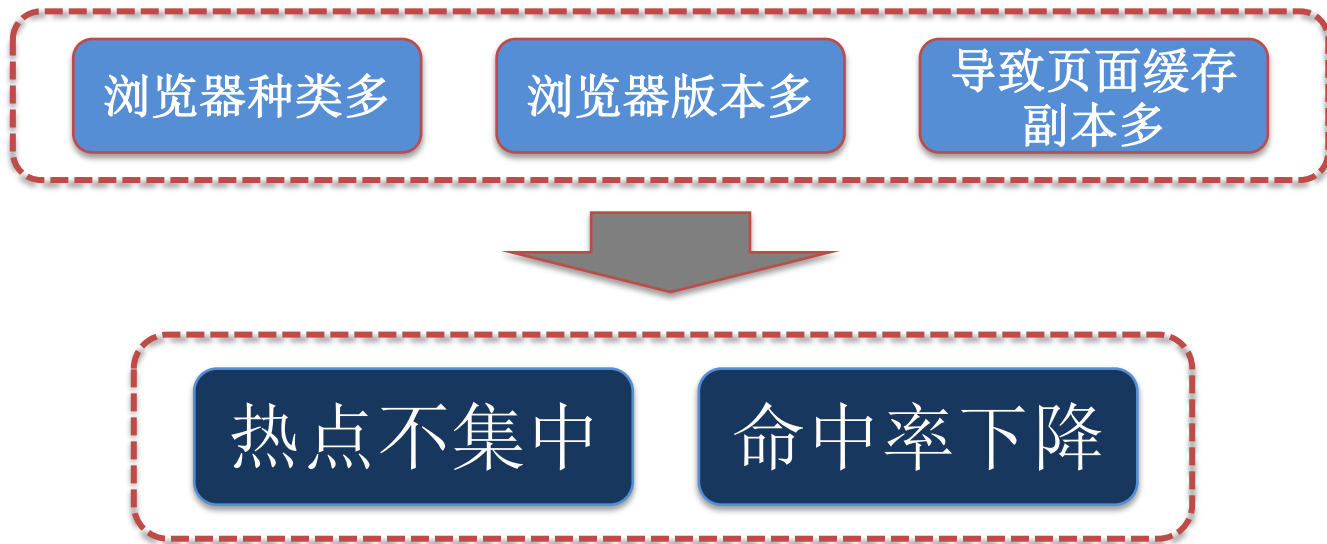 浏览器种类多
浏览器版本多
导致页面缓存
副本多
热点不集中
命中率下降